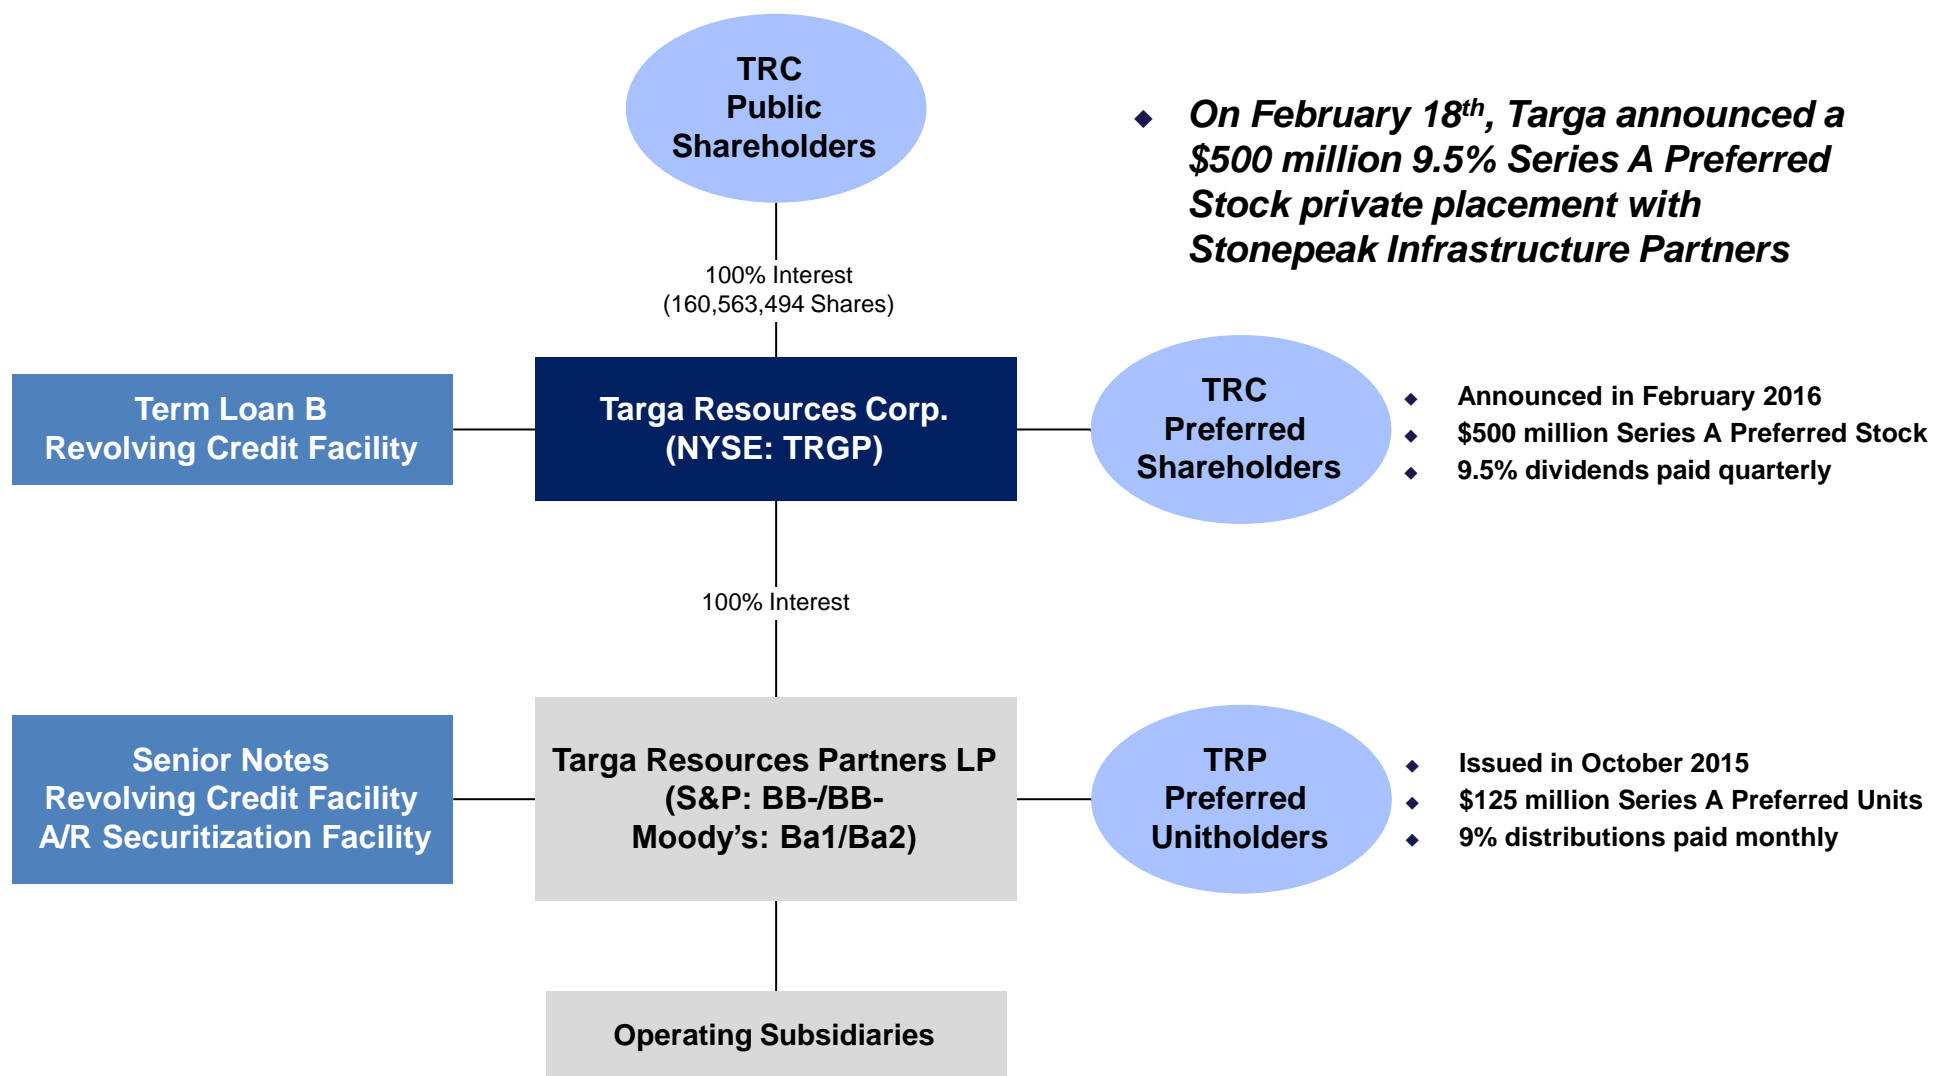 TRC
Public
Shareholders
◆ On February 18th, Targa announced a
$500 million 9.5% Series A Preferred
Stock private placement with
Stonepeak Infrastructure Partners
100% Interest
(160,563,494 Shares)
Term Loan B
Revolving Credit Facility
Targa Resources Corp.
(NYSE: TRGP)
TRC
Preferred
Shareholders
◆ Announced in February 2016
◆ $500 million Series A Preferred Stock
◆ 9.5% dividends paid quarterly
100% Interest
Senior Notes
Revolving Credit Facility
A/R Securitization Facility
Targa Resources Partners LP
(S&P: BB-/BB-
Moody’s: Ba1/Ba2)
TRP
Preferred
Unitholders
◆ Issued in October 2015
◆ $125 million Series A Preferred Units
◆ 9% distributions paid monthly
Operating Subsidiaries